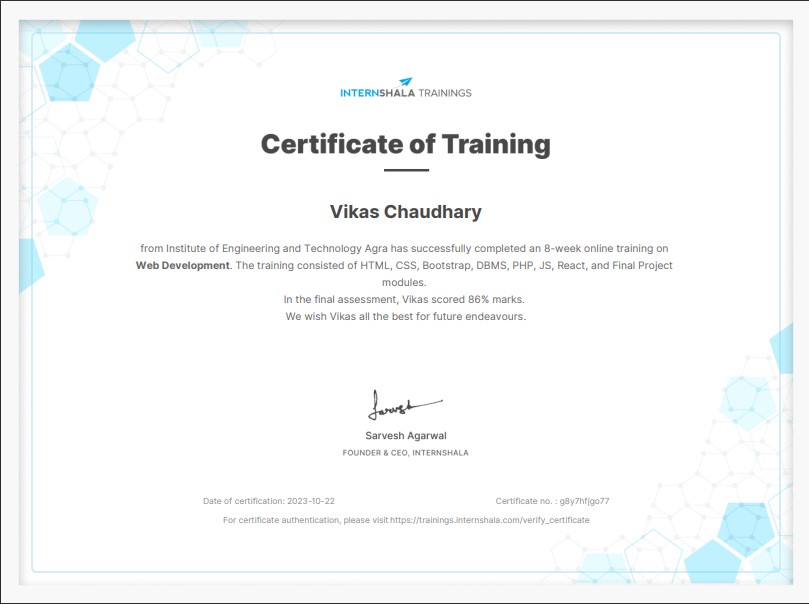 INTERNSHALA TRAININGS
Certificate of Training
Vikas Chaudhary
from Institute of Engineering and Technology Agra has successfully completed an 8-week online training on
Web Development. The training consisted of HTML, CSS, Bootstrap, DBMS, PHP, JS, React, and Final Project
modules.
In the final assessment, Vikas scored 86% marks.
We wish Vikas all the best for future endeavours.
Sarvesh
Sarvesh Agarwal
FOUNDER & CEO, INTERNSHALA
Date of certification: 2023-10-22
Certificate no. : g8y7hfjgo77
For certificate authentication, please visit https://trainings.internshala.com/verify_certificate